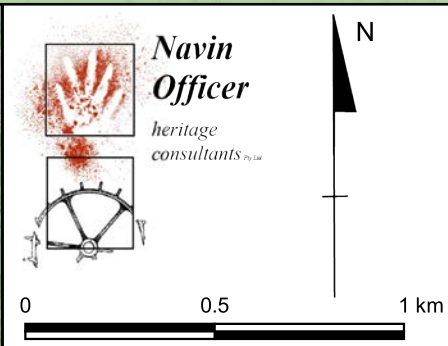 Navin
Officer
heritage
consultants Pty Ltd
N
0 0.5 1 km